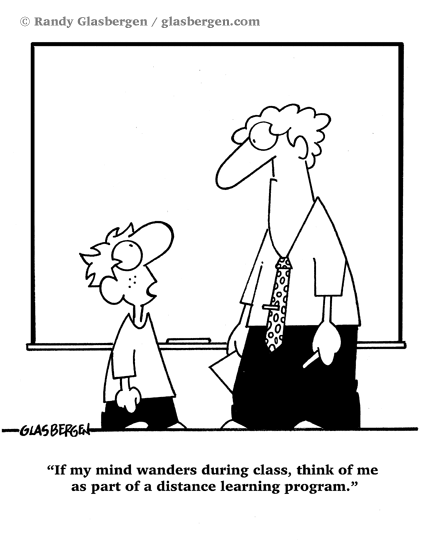 © Randy Glasbergen / glasbergen.com
GLASBERGEN
“If my mind wanders during class, think of me
as part of a distance learning program.”